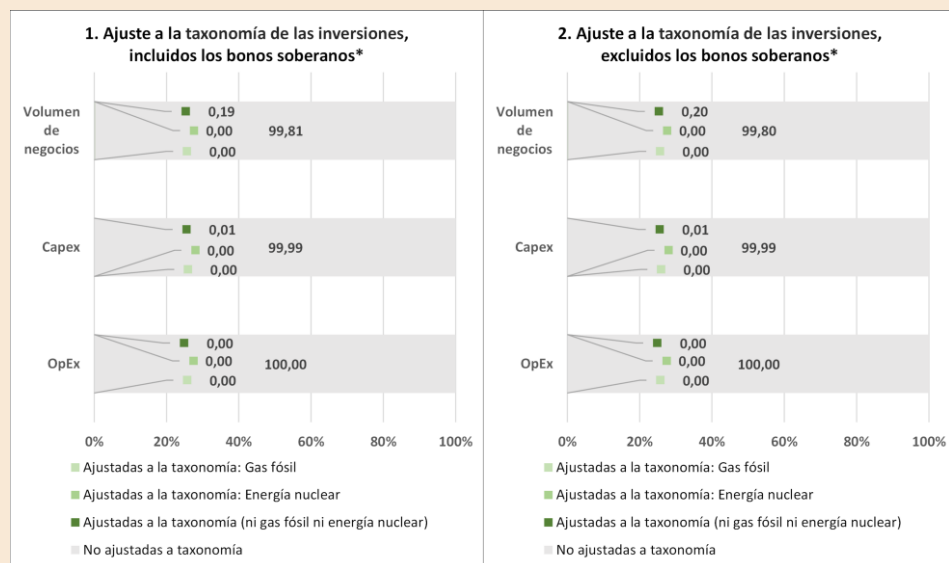 1. Ajuste a la taxonomía de las inversiones,
incluidos los bonos soberanos*
Volumen
de
negocios
0,19
0,00
99,81
0,00
Capex
0,01
0,00
99,99
0,00
OpEx
0,00
0,00
100,00
0,00
0% 20% 40% 60% 80% 100%
Ajustadas a la taxonomía: Gas fósil
Ajustadas a la taxonomía: Energía nuclear
Ajustadas a la taxonomía (ni gas fósil ni energía nuclear)
No ajustadas a taxonomía
2. Ajuste a la taxonomía de las inversiones,
excluidos los bonos soberanos*
Volumen
de
negocios
0,20
0,00
99,80
0,00
Capex
0,01
0,00
99,99
0,00
OpEx
0,00
0,00
100,00
0,00
0% 20% 40% 60% 80% 100%
Ajustadas a la taxonomía: Gas fósil
Ajustadas a la taxonomía: Energía nuclear
Ajustadas a la taxonomía (ni gas fósil ni energía nuclear)
No ajustadas a taxonomía